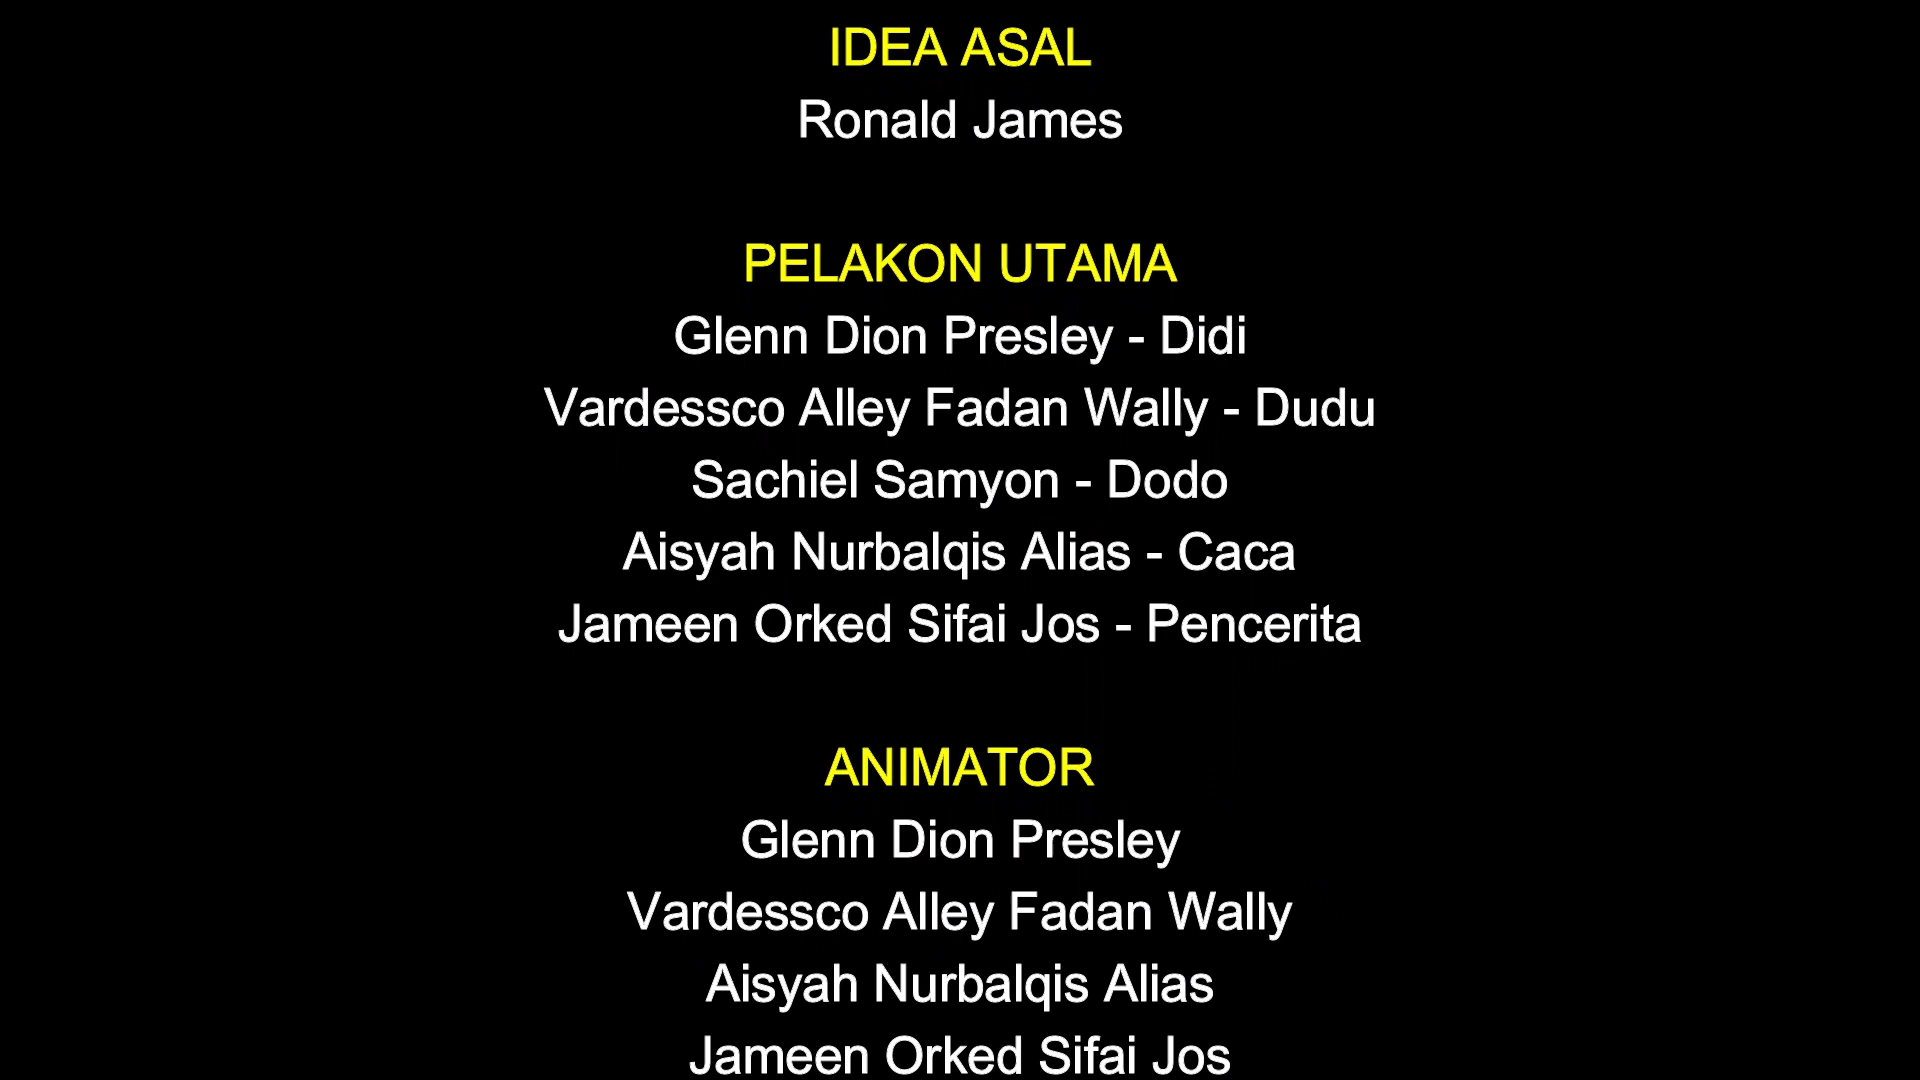 IDEA ASAL
Ronald James
PELAKON UTAMA
Glenn Dion Presley - Didi
Vardessco Alley Fadan Wally - Dudu
Sachiel Samyon - Dodo
Aisyah Nurbalqis Alias - Caca
Jameen Orked Sifai Jos - Pencerita
ANIMATOR
Glenn Dion Presley
Vardessco Alley Fadan Wally
Aisyah Nurbalqis Alias
Jameen Orked Sifai Jos